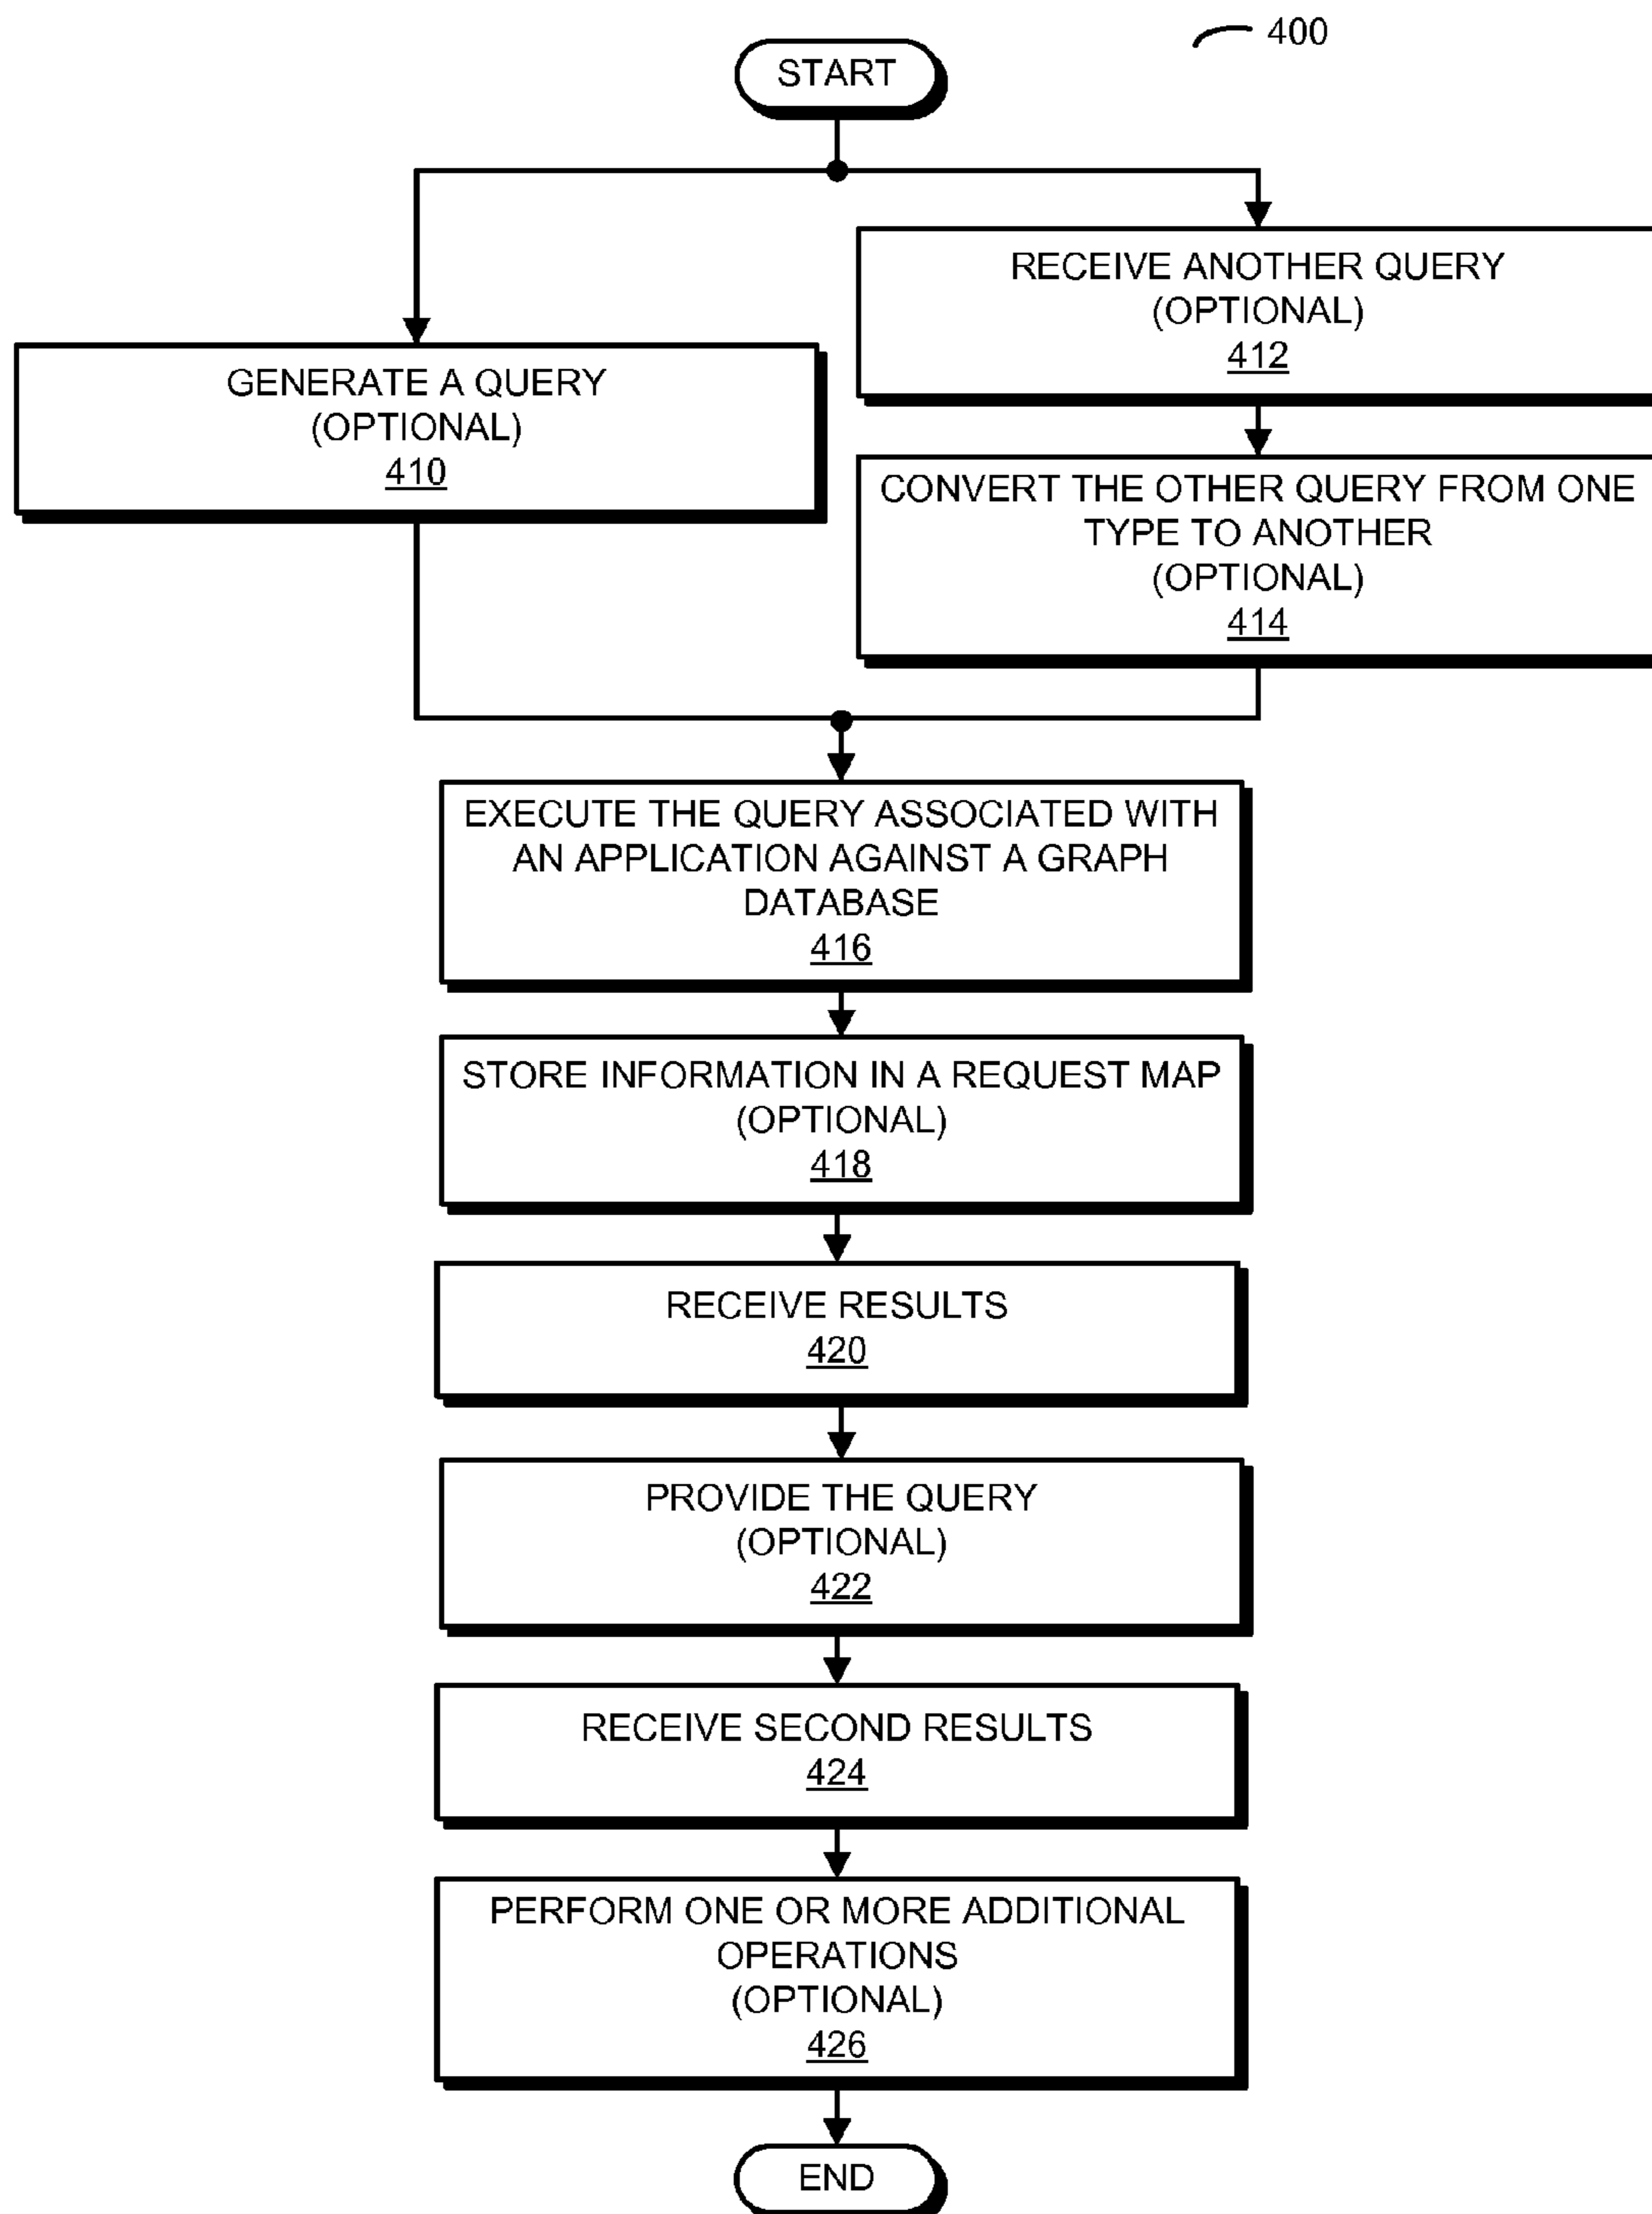 400
START
RECEIVE ANOTHER QUERY
(OPTIONAL)
412
GENERATE A QUERY
(OPTIONAL)
410
CONVERT THE OTHER QUERY FROM ONE
TYPE TO ANOTHER
(OPTIONAL)
414
EXECUTE THE QUERY ASSOCIATED WITH
AN APPLICATION AGAINST A GRAPH
DATABASE
416
STORE INFORMATION IN A REQUEST MAP
(OPTIONAL)
418
RECEIVE RESULTS
420
PROVIDE THE QUERY
(OPTIONAL)
422
RECEIVE SECOND RESULTS
424
PERFORM ONE OR MORE ADDITIONAL
OPERATIONS
(OPTIONAL)
426
END